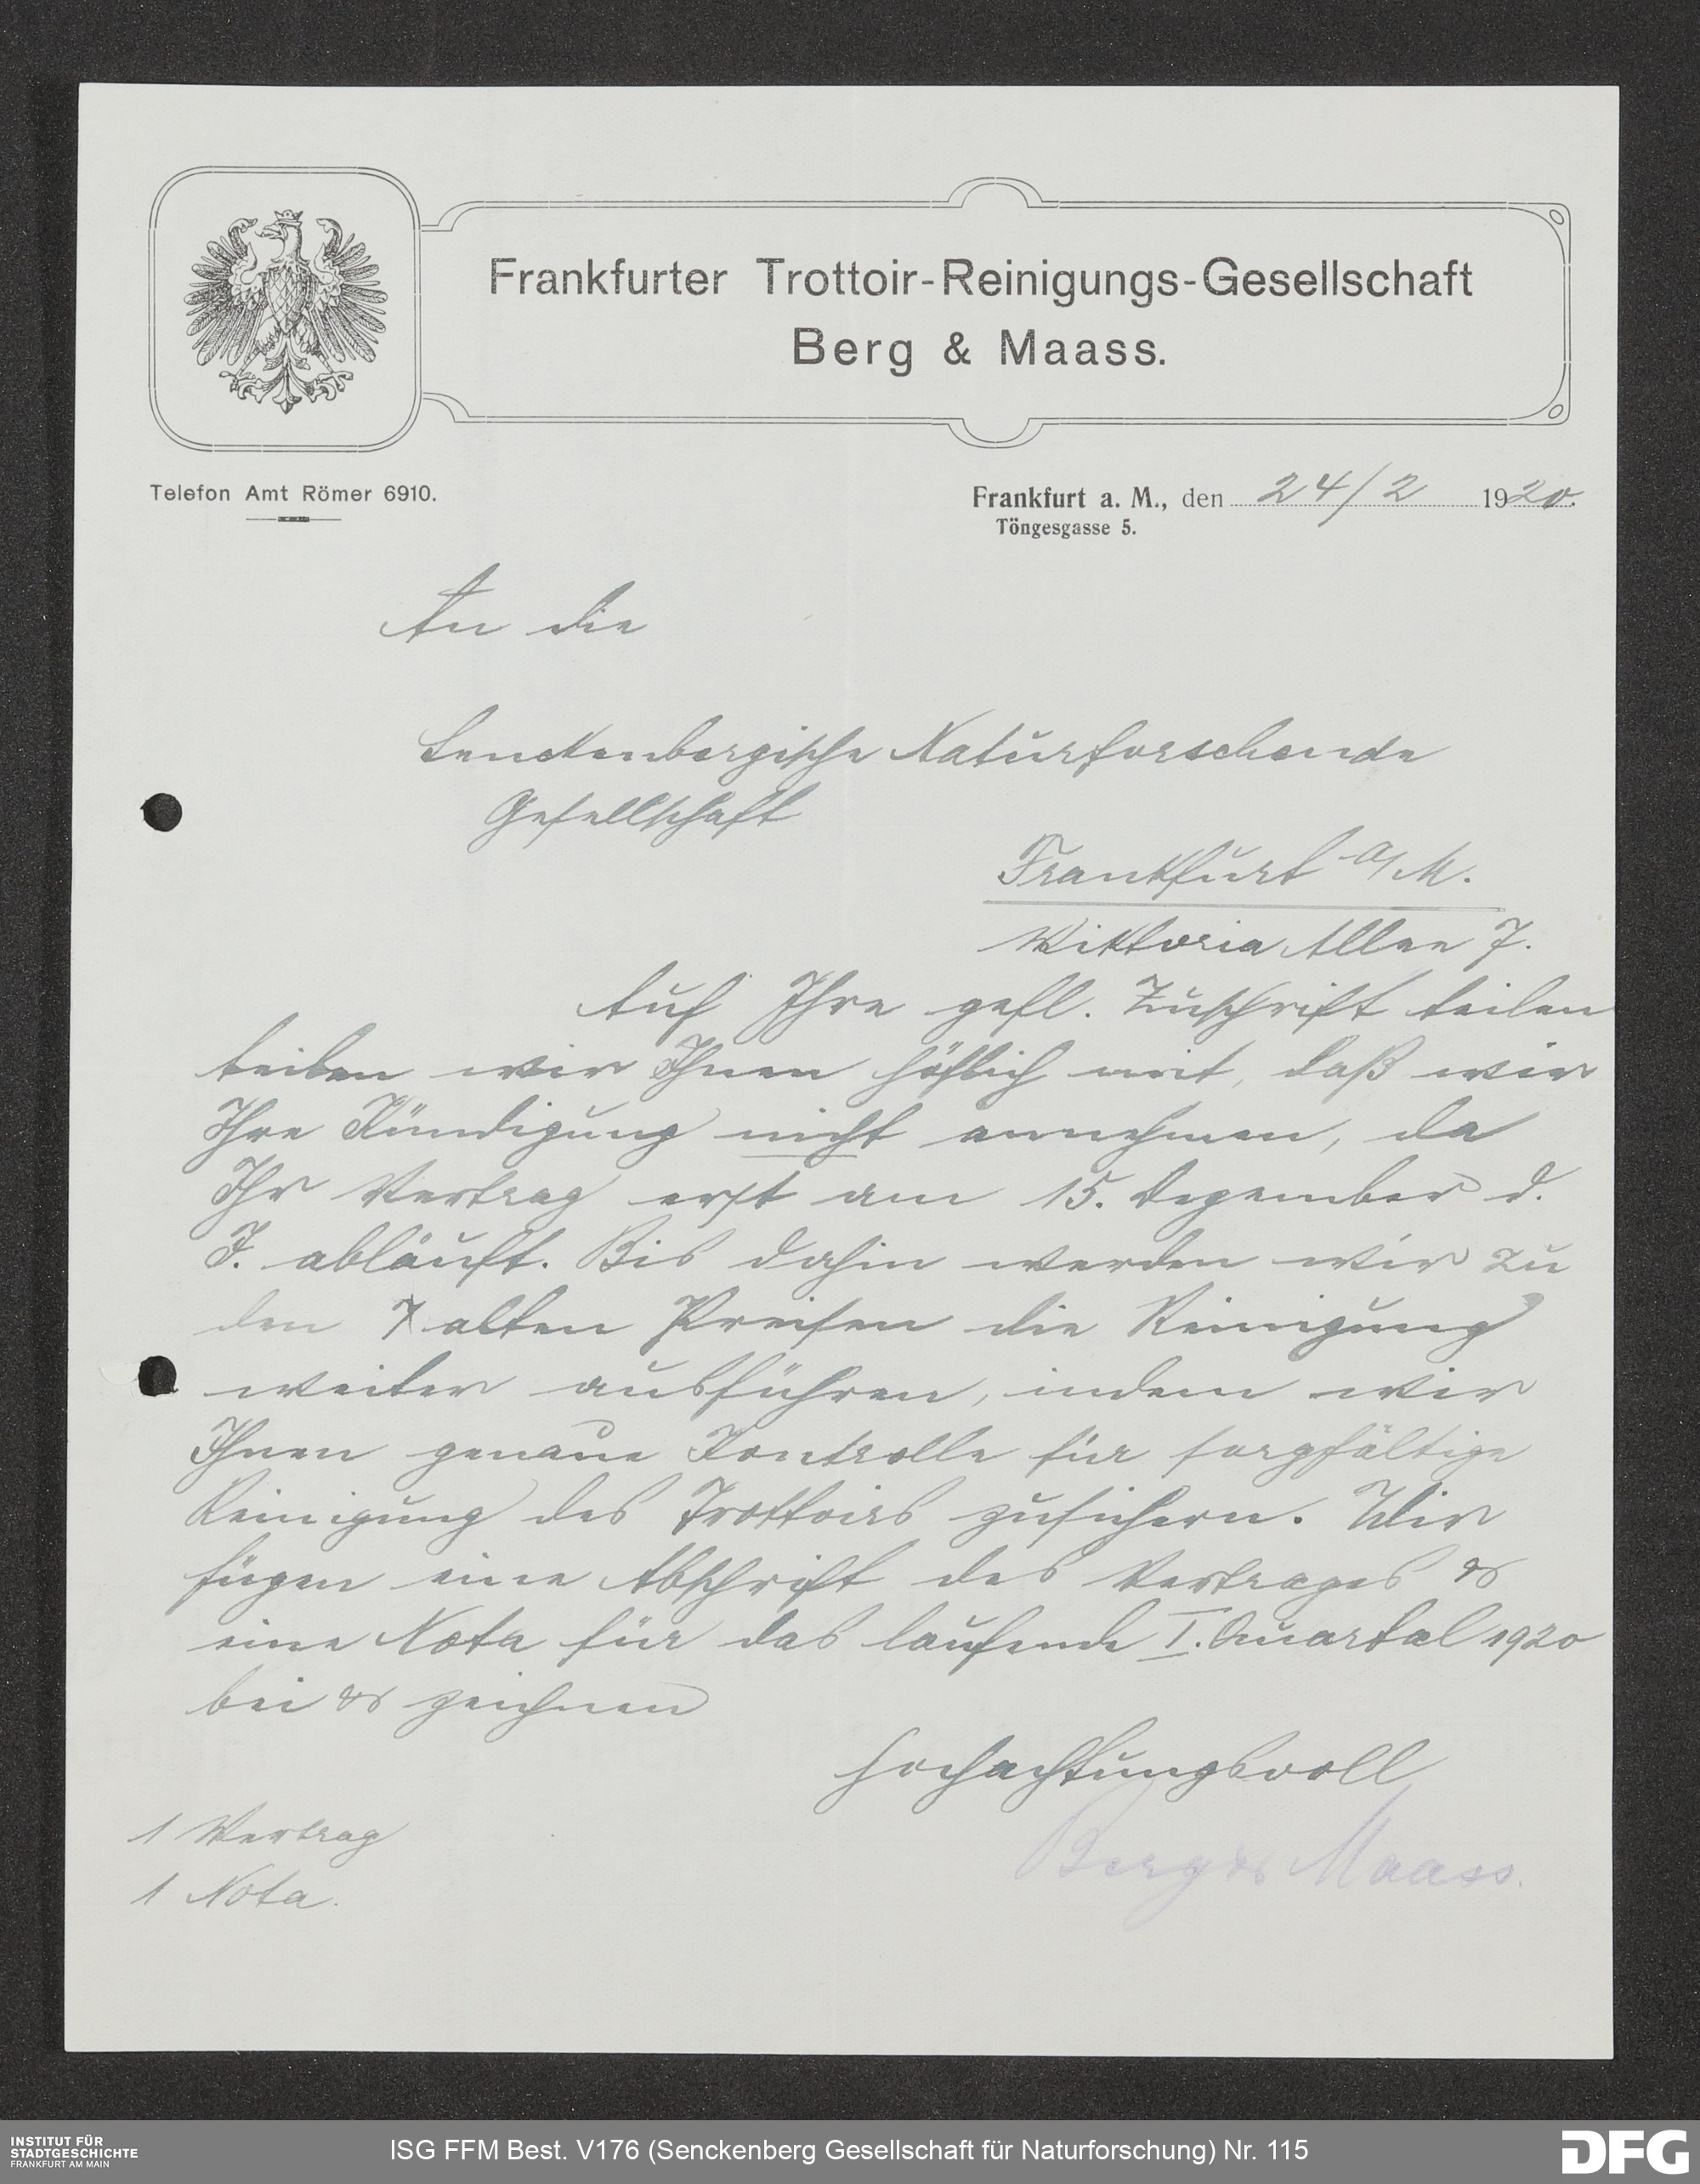 Frankfurter Trottoir-Reinigungs-Gesellschaft
Berg & Maass.
Telefon Amt Römer 6910.
Frankfurt a. M., den 24/2 1920.
Töngesgasse 5.
An die
Senckenbergische Naturforschende
Gesellschaft
Frankfurt a/M.
Viktoria Allee 7.
Auf Ihre gefl. Zuschrift teilen
teilen wir Ihnen höflich mit, daß wir
Ihre Kündigung nicht annehmen, da
Ihr Vertrag erst am 15. Dezember d.
J. abläuft. Bis dahin werden wir zu
den alten Preisen die Reinigung
weiter ausführen, indem wir
Ihnen genaue Kontrolle für sorgfältige
Reinigung des Trottoirs zusichern. Wir
fügen eine Abschrift des Vertrages &
eine Nota für das laufende I. Quartal 1920
bei & zeichnen
Hochachtungsvoll
Berg & Maass.
1 Vertrag
1 Nota.
INSTITUT FÜR
STADTGESCHICHTE
FRANKFURT AM MAIN
ISG FFM Best. V176 (Senckenberg Gesellschaft für Naturforschung) Nr. 115
DFG